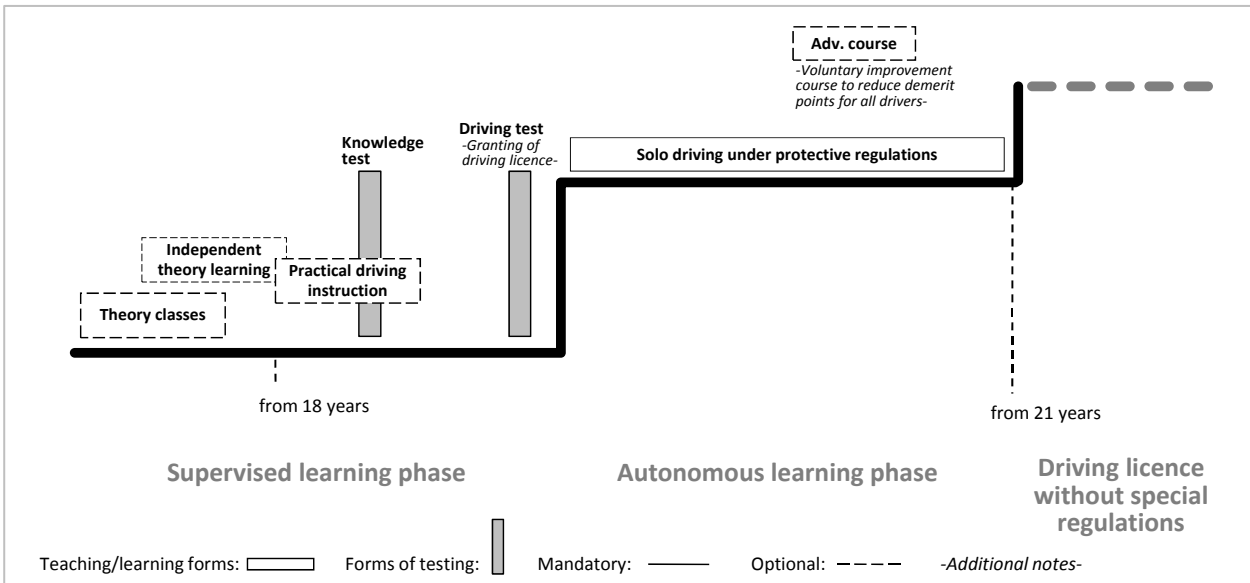 Adv. course
-Voluntary improvement
course to reduce demerit
points for all drivers-
Driving test
-Granting of
driving licence-
Knowledge
test
Solo driving under protective regulations
Independent
theory learning
Practical driving
instruction
Theory classes
from 18 years
from 21 years
Supervised learning phase
Autonomous learning phase
Driving licence
without special
regulations
Teaching/learning forms:
Forms of testing:
Mandatory:
Optional:
-Additional notes-